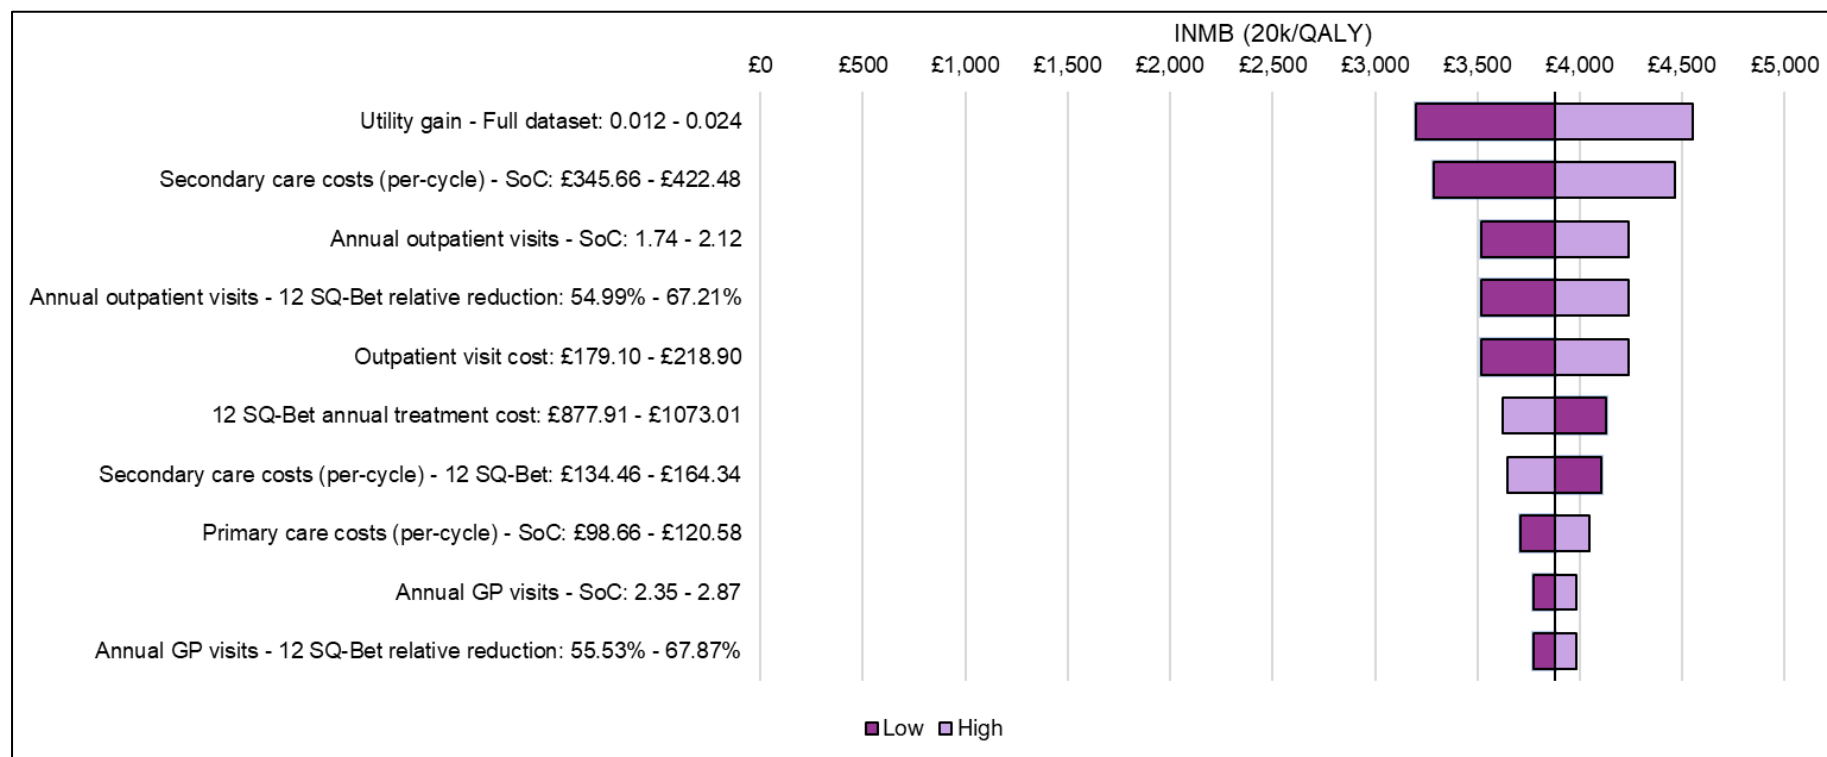 INMB (20k/QALY)
£0 £500 £1,000 £1,500 £2,000 £2,500 £3,000 £3,500 £4,000 £4,500 £5,000
Utility gain - Full dataset: 0.012 - 0.024
Secondary care costs (per-cycle) - SoC: £345.66 - £422.48
Annual outpatient visits - SoC: 1.74 - 2.12
Annual outpatient visits - 12 SQ-Bet relative reduction: 54.99% - 67.21%
Outpatient visit cost: £179.10 - £218.90
12 SQ-Bet annual treatment cost: £877.91 - £1073.01
Secondary care costs (per-cycle) - 12 SQ-Bet: £134.46 - £164.34
Primary care costs (per-cycle) - SoC: £98.66 - £120.58
Annual GP visits - SoC: 2.35 - 2.87
Annual GP visits - 12 SQ-Bet relative reduction: 55.53% - 67.87%
Low High